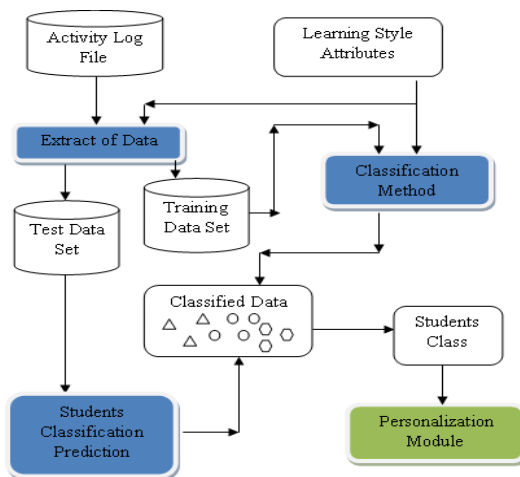 Activity Log
File
Learning Style
Attributes
Extract of Data
Classification
Method
Training
Data Set
Test Data
Set
Classified Data
Students
Class
Students
Classification
Prediction
Personalization
Module